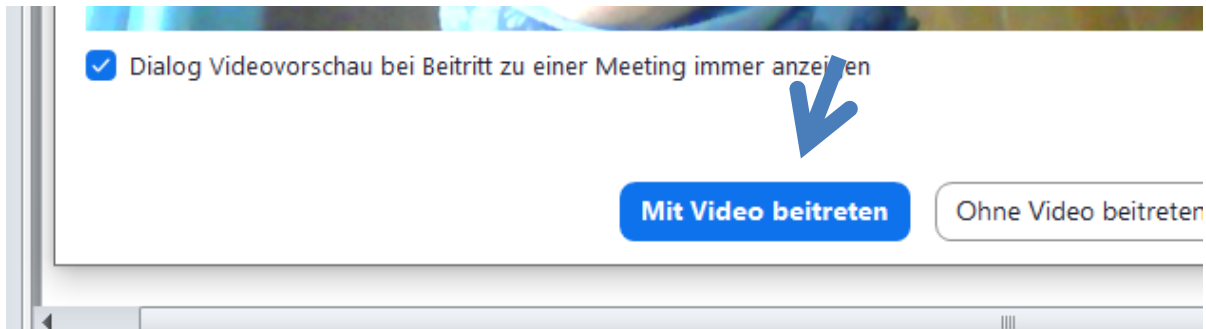 Dialog Videovorschau bei Beitritt zu einer Meeting immer anzeigen
Mit Video beitreten
Ohne Video beitreten